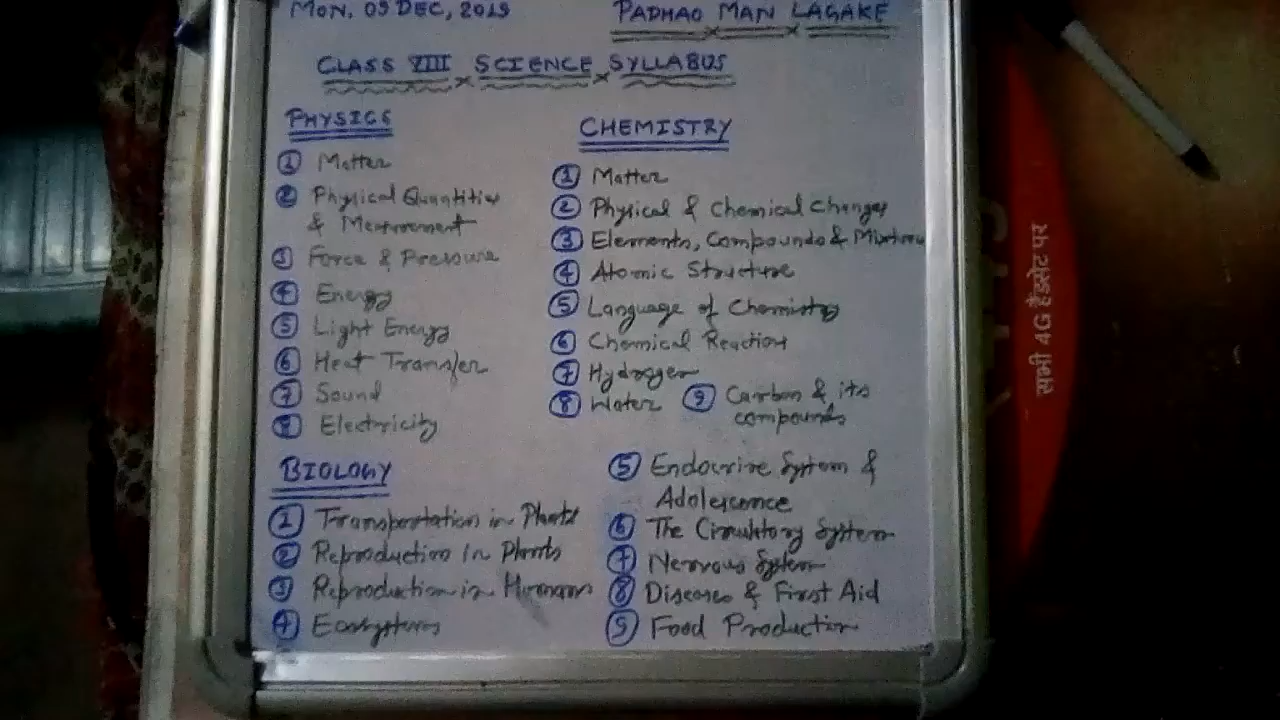 MON, 09 DEC, 2019
PADHAO MAN LAGAKE
CLASS VIII SCIENCE SYLLABUS
PHYSICS
① Matter
② Physical Quantities
& Measurement
③ Force & Pressure
④ Energy
⑤ Light Energy
⑥ Heat Transfer
⑦ Sound
⑧ Electricity
CHEMISTRY
① Matter
② Physical & Chemical Changes
③ Elements, Compounds & Mixtures
④ Atomic Structure
⑤ Language of Chemistry
⑥ Chemical Reaction
⑦ Hydrogen
⑧ Water ⑨ Carbon & its
compounds
BIOLOGY
① Transportation in Plants
② Reproduction in Plants
③ Reproduction in Humans
④ Ecosystems
⑤ Endocrine System &
Adolescence
⑥ The Circulatory System
⑦ Nervous System
⑧ Diseases & First Aid
⑨ Food Production
सभी 4G हैंडसेट पर